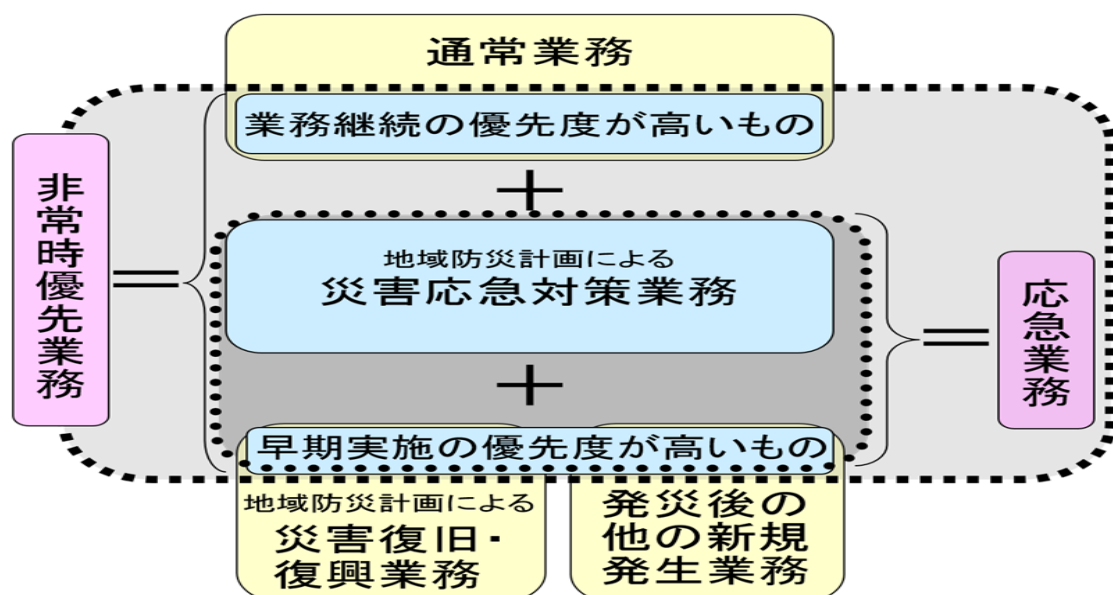 通常業務
業務継続の優先度が高いもの
非常時優先業務
＝
＋
地域防災計画による
災害応急対策業務
＋
＝
応急業務
早期実施の優先度が高いもの
地域防災計画による
災害復旧・
復興業務
発災後の
他の新規
発生業務